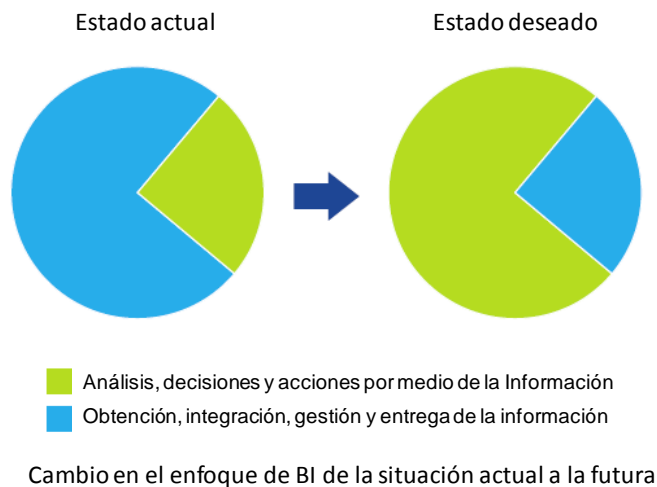 Estado actual
Estado deseado
Análisis, decisiones y acciones por medio de la Información
Obtención, integración, gestión y entrega de la información
Cambio en el enfoque de BI de la situación actual a la futura